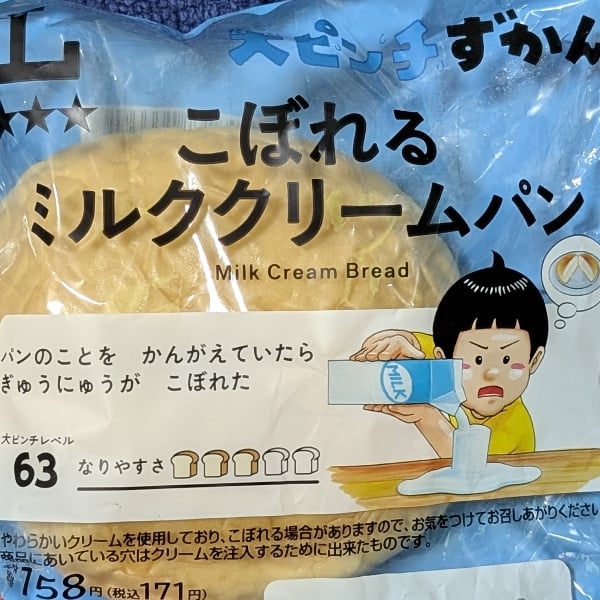 大ピンチずかん
こぼれる
ミルククリームパン
Milk Cream Bread
パンのことを かんがえていたら
ぎゅうにゅうが こぼれた
MILK
大ピンチレベル
63 なりやすさ
やわらかいクリームを使用しており、こぼれる場合がありますので、お気をつけてお召しあがりください
商品にあいている穴はクリームを注入するために出来たものです。
158円(税込171円)